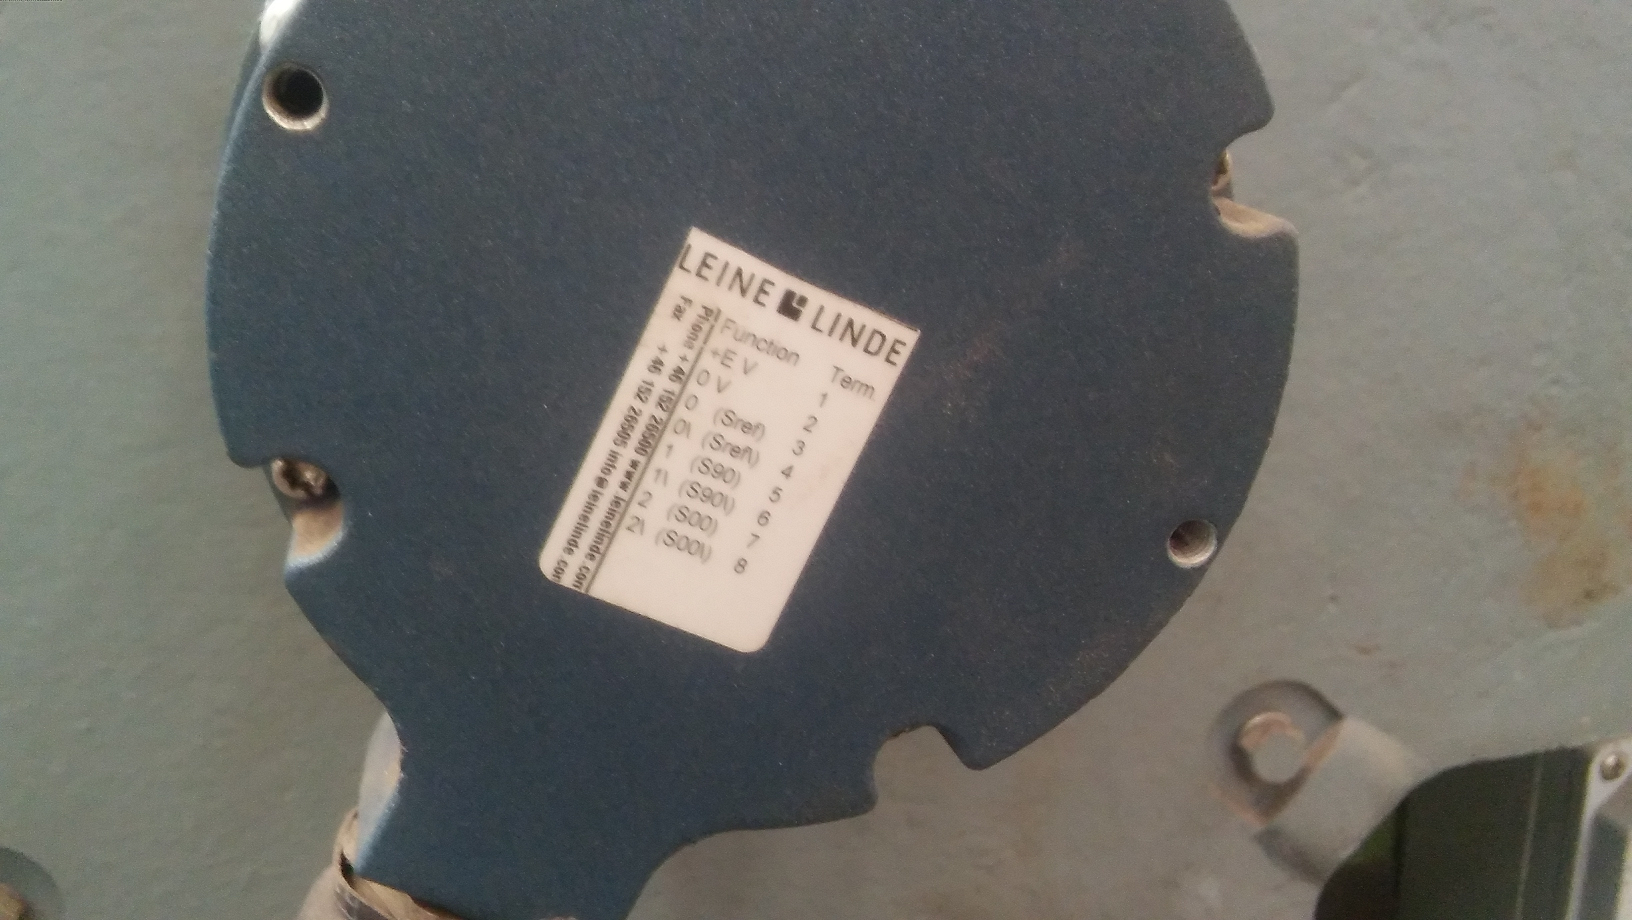 LEINE LINDE
Function Term
+E V 1
0 V 2
0 (Sref) 3
0\ (Sref\) 4
1 (S90) 5
1\ (S90\) 6
2 (S00) 7
2\ (S00\) 8
Phone + 46 152 26500 www.leinelinde.com
Fax + 46 152 26505 info@leinelinde.com